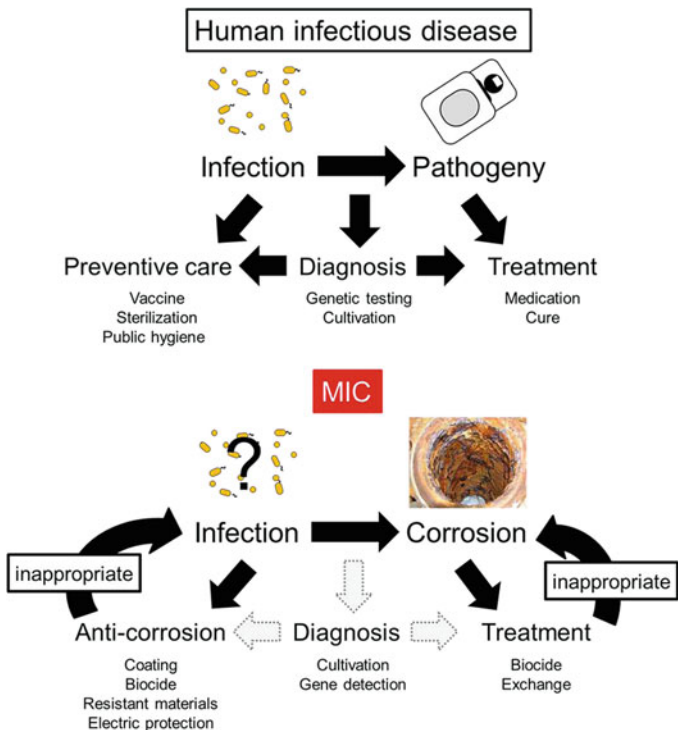 Human infectious disease
Infection
Pathogeny
Preventive care
Diagnosis
Treatment
Vaccine
Sterilization
Public hygiene
Genetic testing
Cultivation
Medication
Cure
MIC
?
Infection
Corrosion
inappropriate
inappropriate
Anti-corrosion
Diagnosis
Treatment
Coating
Biocide
Resistant materials
Electric protection
Cultivation
Gene detection
Biocide
Exchange